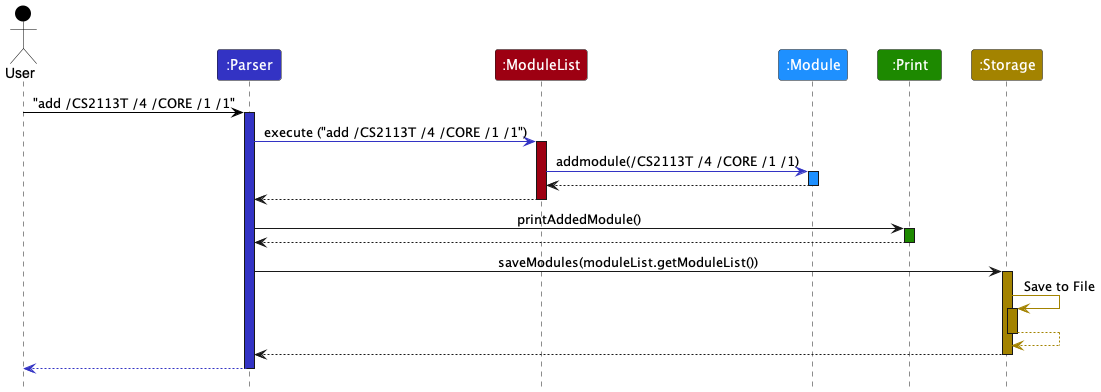 User
:Parser
:ModuleList
:Module
:Print
:Storage
"add /CS2113T /4 /CORE /1 /1"
execute ("add /CS2113T /4 /CORE /1 /1")
addmodule(/CS2113T /4 /CORE /1 /1)
printAddedModule()
saveModules(moduleList.getModuleList())
Save to File